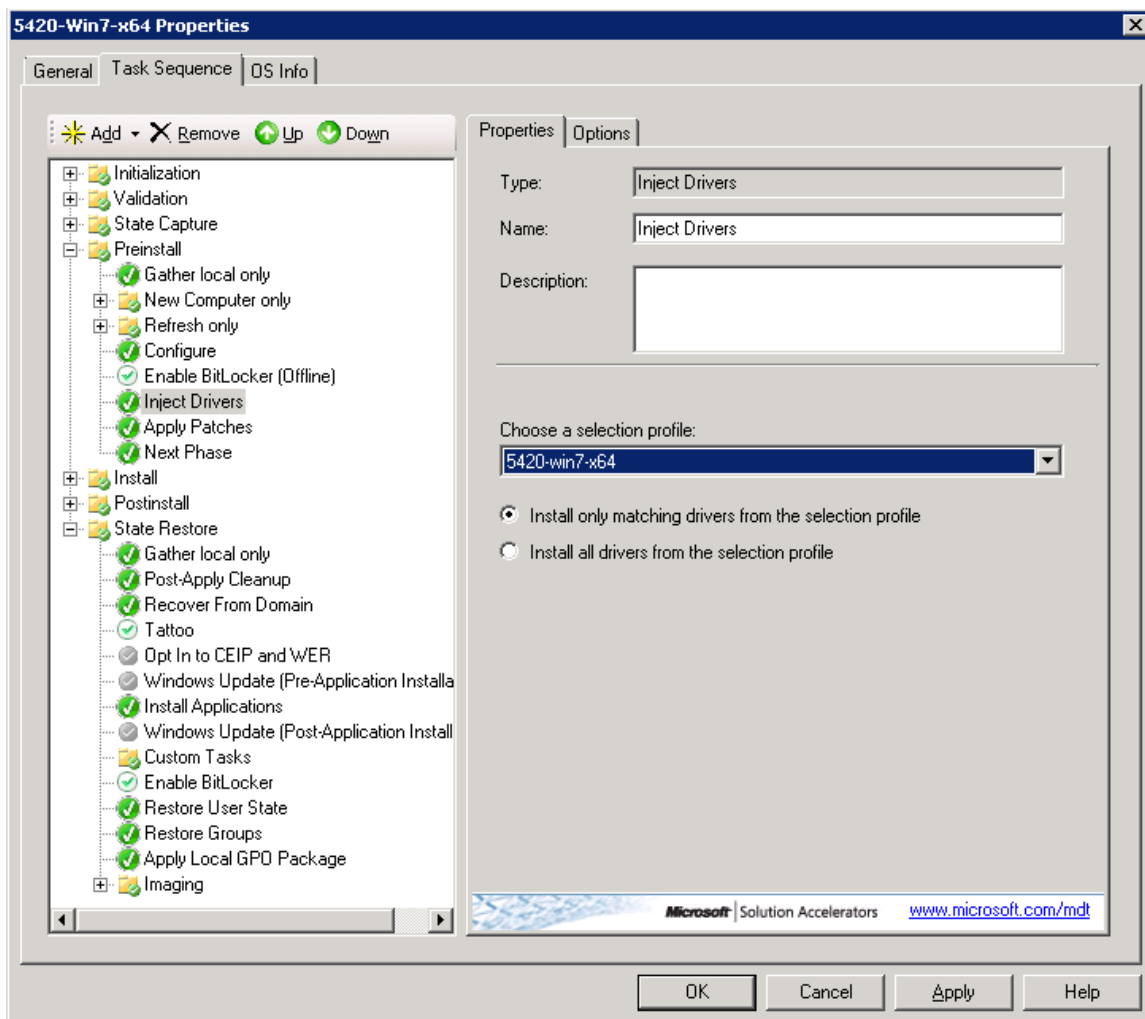 5420-Win7-x64 Properties
General Task Sequence OS Info
Add Remove Up Down
Initialization
Validation
State Capture
Preinstall
Gather local only
New Computer only
Refresh only
Configure
Enable BitLocker (Offline)
Inject Drivers
Apply Patches
Next Phase
Install
Postinstall
State Restore
Gather local only
Post-Apply Cleanup
Recover From Domain
Tattoo
Opt In to CEIP and WER
Windows Update (Pre-Application Installa
Install Applications
Windows Update (Post-Application Install
Custom Tasks
Enable BitLocker
Restore User State
Restore Groups
Apply Local GPO Package
Imaging
Properties Options
Type: Inject Drivers
Name: Inject Drivers
Description:
Choose a selection profile:
5420-win7-x64
Install only matching drivers from the selection profile
Install all drivers from the selection profile
Microsoft Solution Accelerators www.microsoft.com/mdt
OK Cancel Apply Help